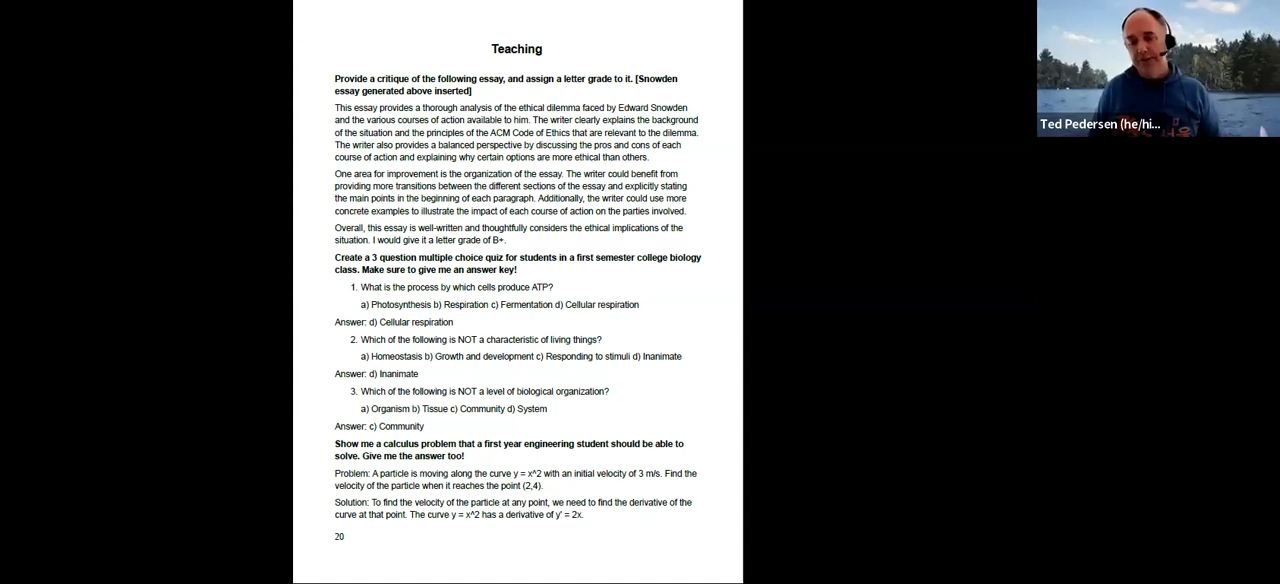 Teaching
Provide a critique of the following essay, and assign a letter grade to it. [Snowden
essay generated above inserted]
This essay provides a thorough analysis of the ethical dilemma faced by Edward Snowden
and the various courses of action available to him. The writer clearly explains the background
of the situation and the principles of the ACM Code of Ethics that are relevant to the dilemma.
The writer also provides a balanced perspective by discussing the pros and cons of each
course of action and explaining why certain options are more ethical than others.
One area for improvement is the organization of the essay. The writer could benefit from
providing more transitions between the different sections of the essay and explicitly stating
the main points in the beginning of each paragraph. Additionally, the writer could use more
concrete examples to illustrate the impact of each course of action on the parties involved.
Overall, this essay is well-written and thoughtfully considers the ethical implications of the
situation. I would give it a letter grade of B+.
Create a 3 question multiple choice quiz for students in a first semester college biology
class. Make sure to give me an answer key!
1. What is the process by which cells produce ATP?
a) Photosynthesis b) Respiration c) Fermentation d) Cellular respiration
Answer: d) Cellular respiration
2. Which of the following is NOT a characteristic of living things?
a) Homeostasis b) Growth and development c) Responding to stimuli d) Inanimate
Answer: d) Inanimate
3. Which of the following is NOT a level of biological organization?
a) Organism b) Tissue c) Community d) System
Answer: c) Community
Show me a calculus problem that a first year engineering student should be able to
solve. Give me the answer too!
Problem: A particle is moving along the curve y = x^2 with an initial velocity of 3 m/s. Find the
velocity of the particle when it reaches the point (2,4).
Solution: To find the velocity of the particle at any point, we need to find the derivative of the
curve at that point. The curve y = x^2 has a derivative of y' = 2x.
20
Ted Pedersen (he/hi...